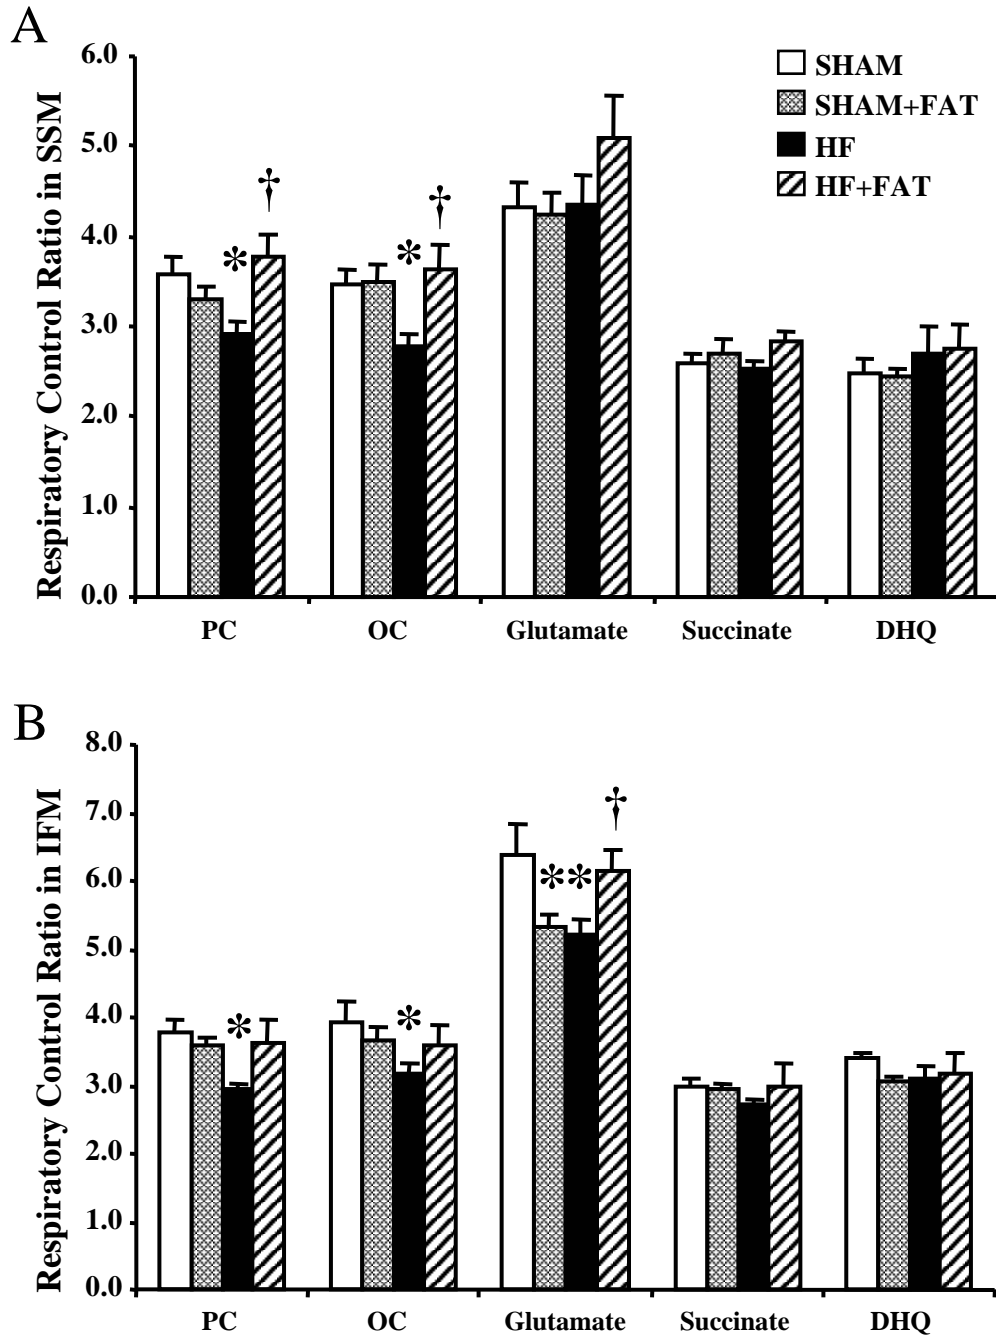 A
Respiratory Control Ratio in SSM
6.0
5.0
4.0
3.0
2.0
1.0
0.0
SHAM
SHAM+FAT
HF
HF+FAT
* †
* †
PC OC Glutamate Succinate DHQ
B
Respiratory Control Ratio in IFM
8.0
7.0
6.0
5.0
4.0
3.0
2.0
1.0
0.0
*
*
** †
PC OC Glutamate Succinate DHQ